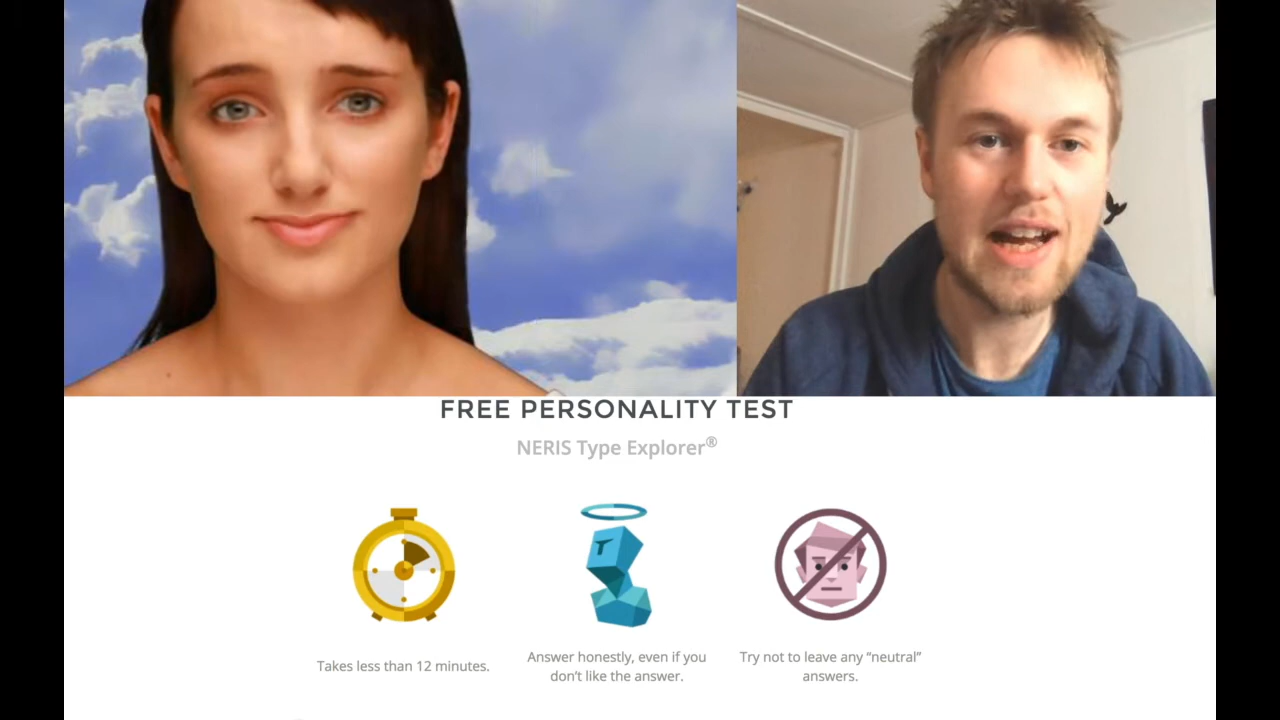 FREE PERSONALITY TEST
NERIS Type Explorer®
Takes less than 12 minutes.
Answer honestly, even if you
don't like the answer.
Try not to leave any “neutral”
answers.